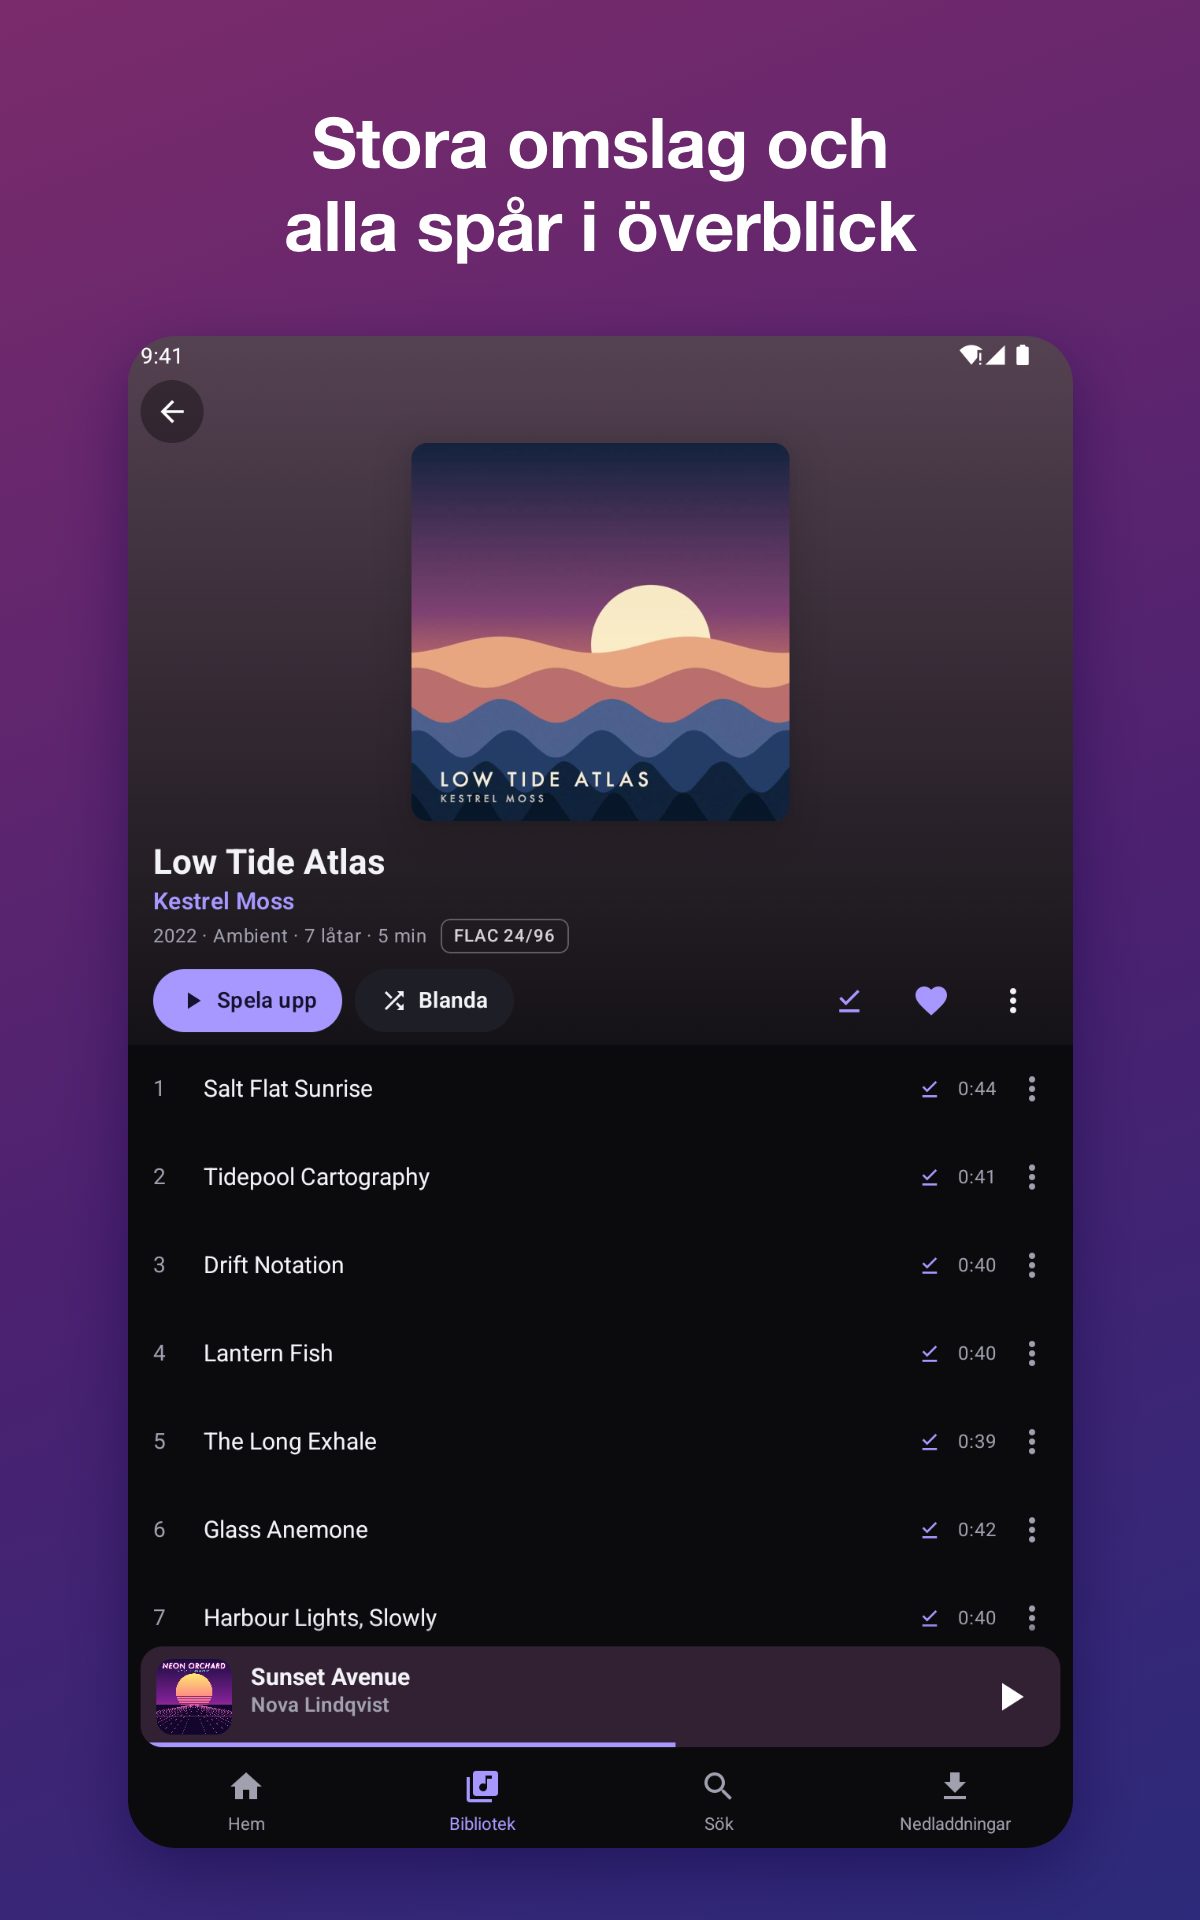 Stora omslag och
alla spår i överblick
9:41
LOW TIDE ATLAS
KESTREL MOSS
Low Tide Atlas
Kestrel Moss
2022 · Ambient · 7 låtar · 5 min FLAC 24/96
Spela upp Blanda
1 Salt Flat Sunrise 0:44
2 Tidepool Cartography 0:41
3 Drift Notation 0:40
4 Lantern Fish 0:40
5 The Long Exhale 0:39
6 Glass Anemone 0:42
7 Harbour Lights, Slowly 0:40
NEON ORCHARD
Sunset Avenue
Nova Lindqvist
Hem Bibliotek Sök Nedladdningar